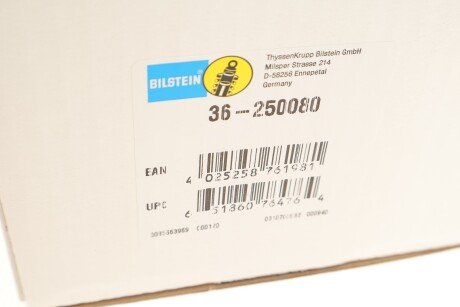 BILSTEIN
ThyssenKrupp Bilstein GmbH
Milsper Strasse 214
D-58256 Ennepetal
Germany
36-250080
EAN
4 025258 761981
UPC
6 51860 76476 4